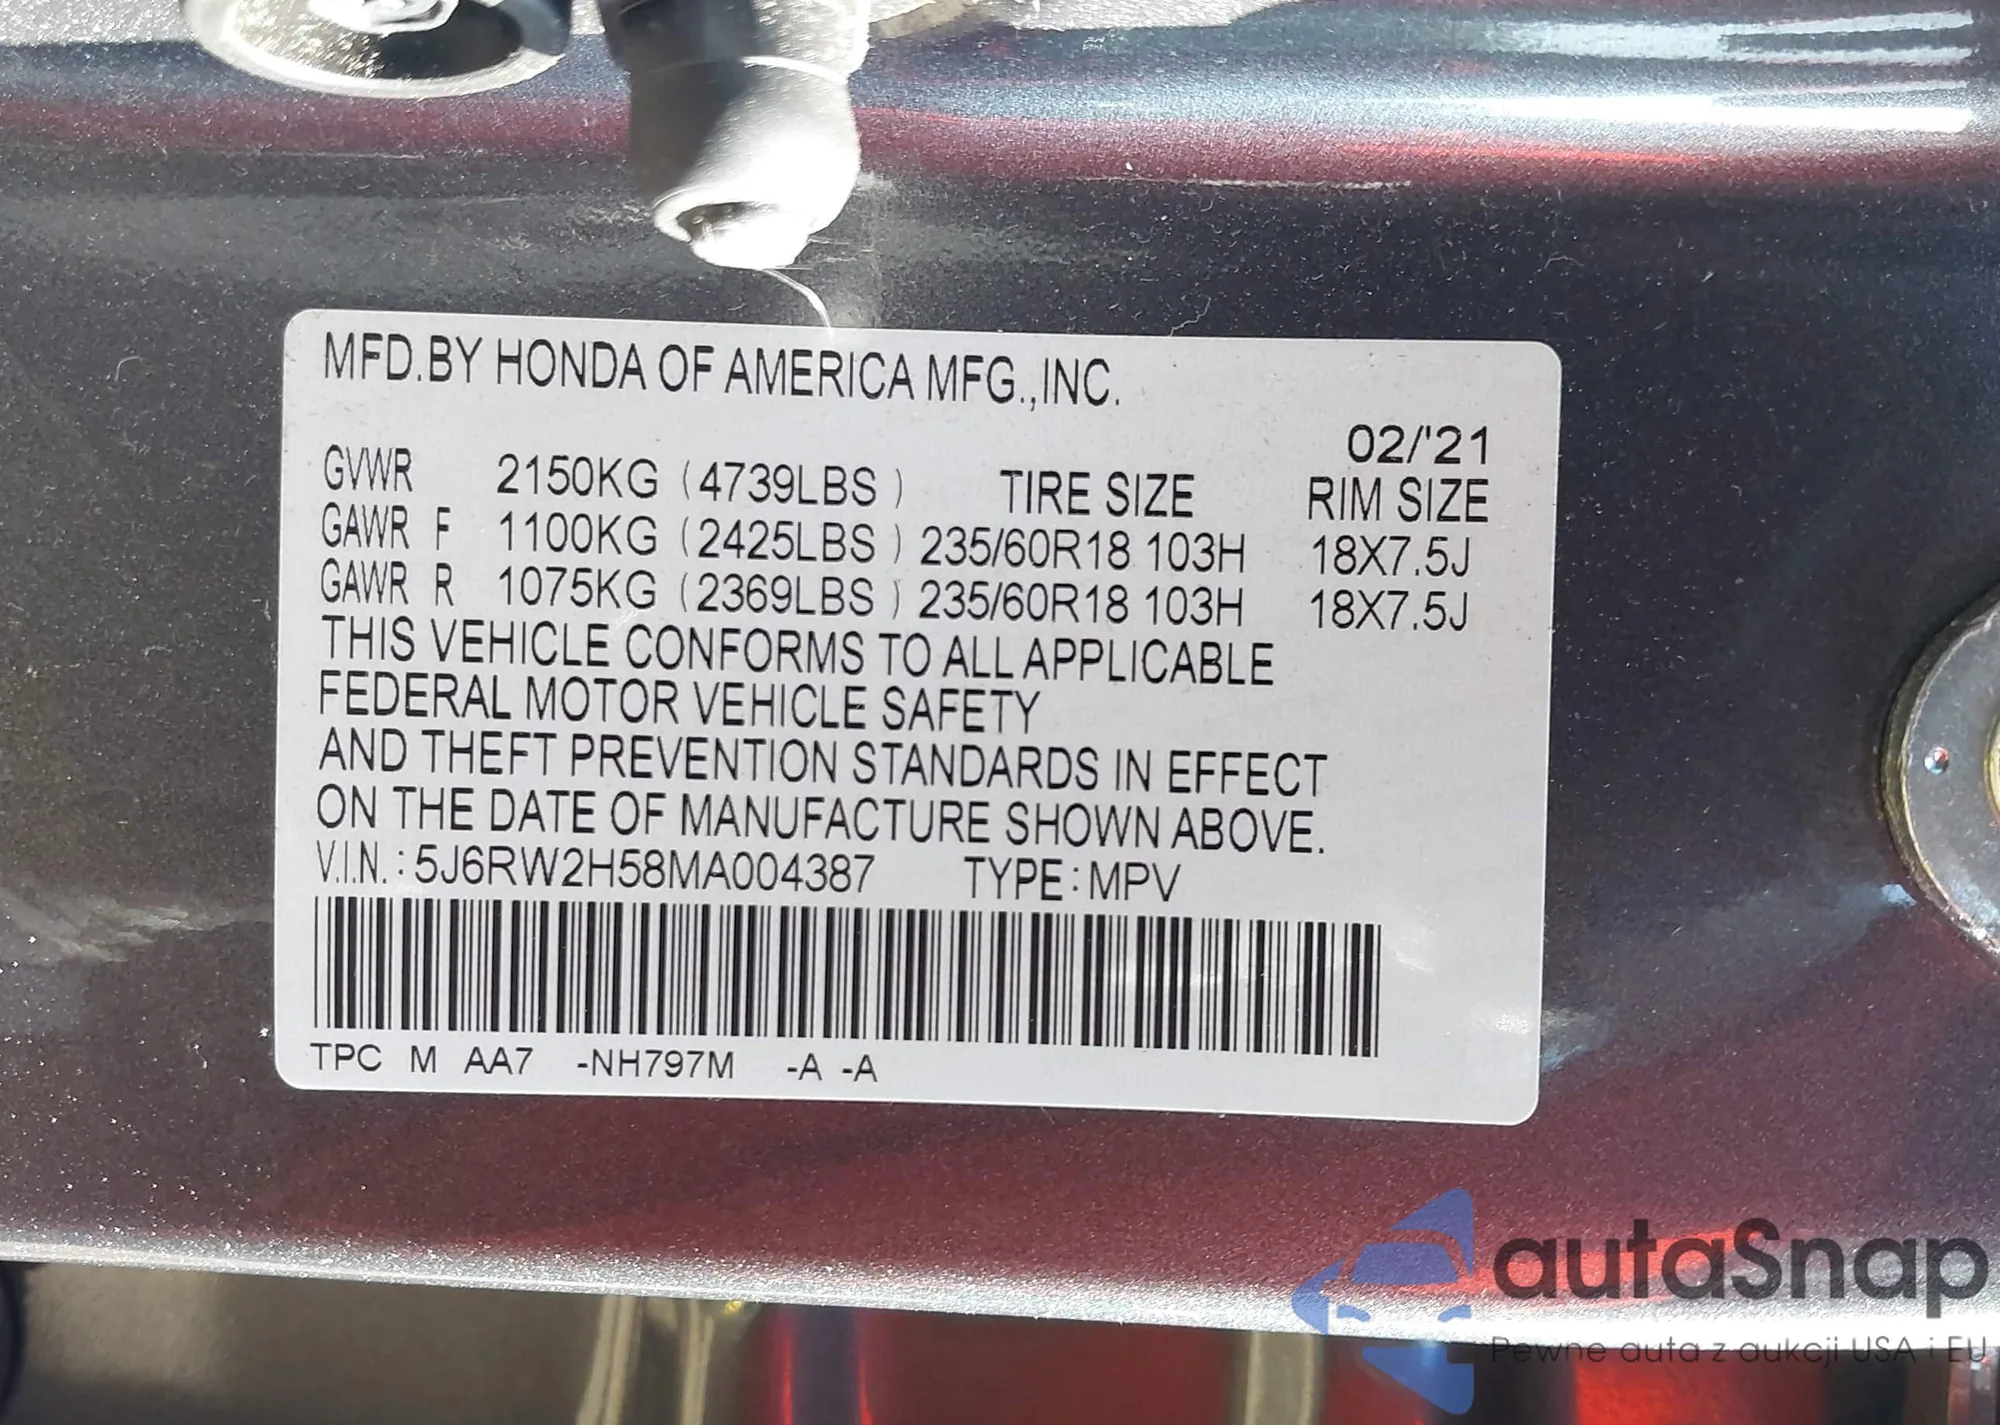 MFD.BY HONDA OF AMERICA MFG.,INC.
02/'21
GVWR 2150KG (4739LBS) TIRE SIZE RIM SIZE
GAWR F 1100KG (2425LBS) 235/60R18 103H 18X7.5J
GAWR R 1075KG (2369LBS) 235/60R18 103H 18X7.5J
THIS VEHICLE CONFORMS TO ALL APPLICABLE
FEDERAL MOTOR VEHICLE SAFETY
AND THEFT PREVENTION STANDARDS IN EFFECT
ON THE DATE OF MANUFACTURE SHOWN ABOVE.
V.I.N.: 5J6RW2H58MA004387 TYPE: MPV
TPC M AA7 -NH797M -A -A
autaSnap
Pewne auta z aukcji USA i EU